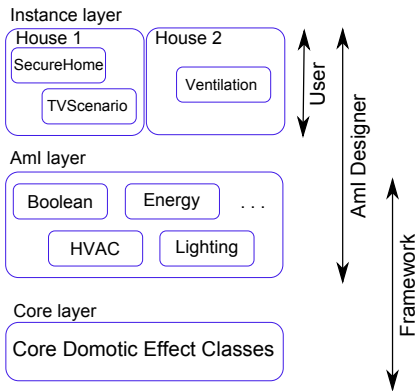 Instance layer
House 1
House 2
SecureHome
TVScenario
Ventilation
User
AmI Designer
AmI layer
Boolean
Energy
. . .
HVAC
Lighting
Framework
Core layer
Core Domotic Effect Classes